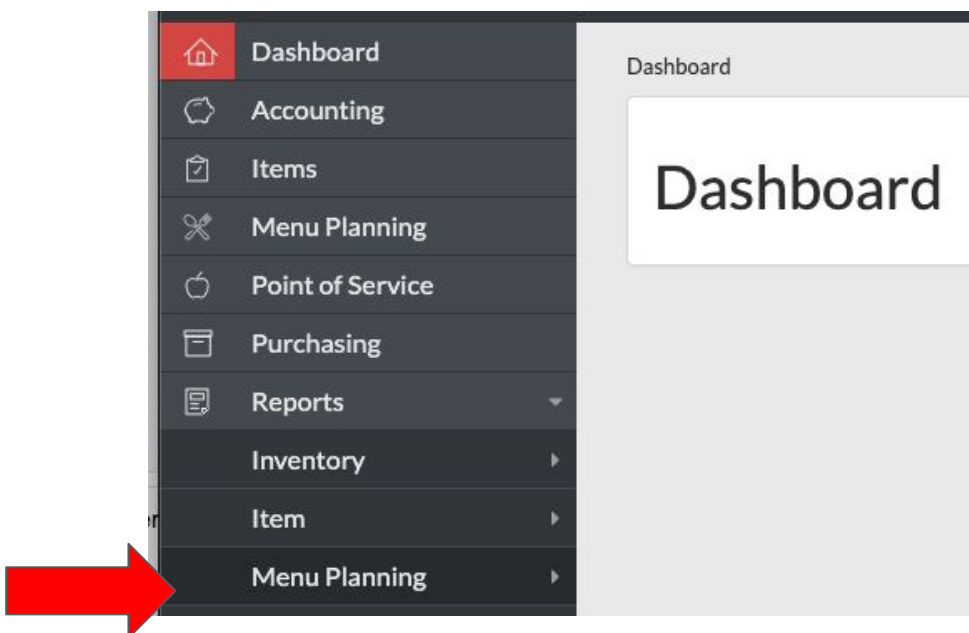 Dashboard
Accounting
Items
Menu Planning
Point of Service
Purchasing
Reports
Inventory
Item
Menu Planning
Dashboard
Dashboard